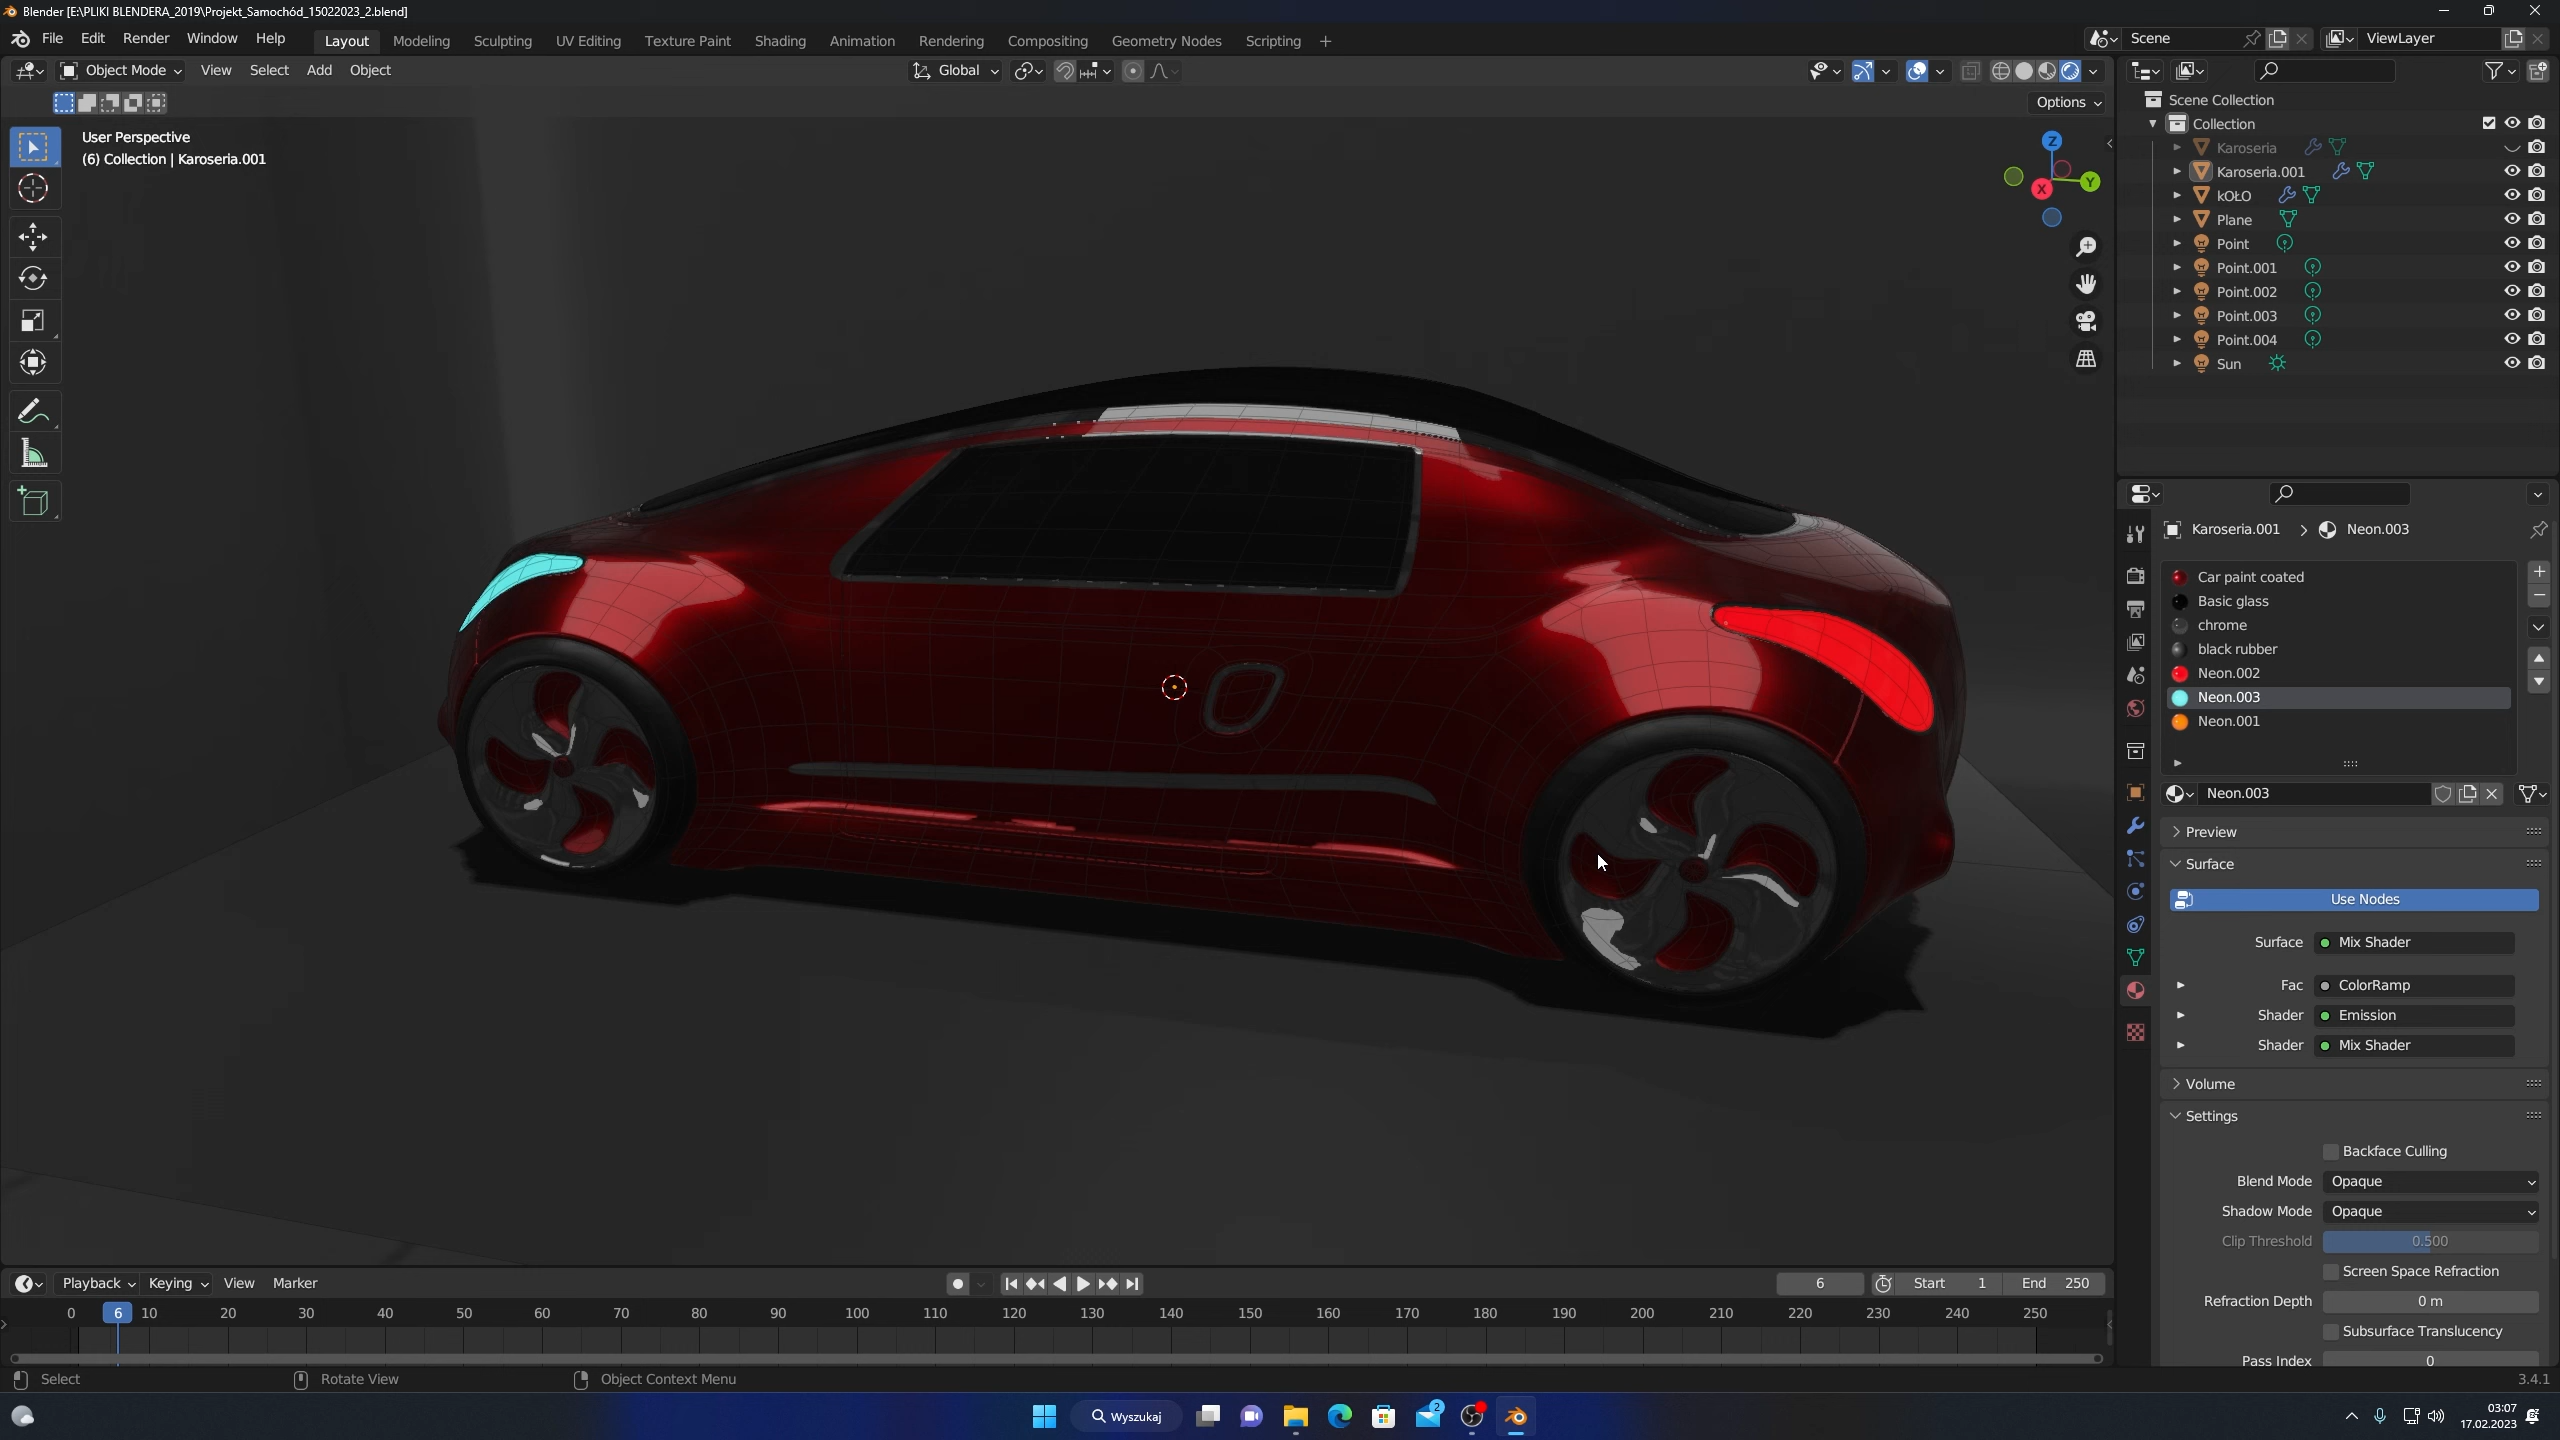 Blender [E:\PLIKI BLENDERA_2019\Projekt_Samochód_15022023_2.blend]
File Edit Render Window Help Layout Modeling Sculpting UV Editing Texture Paint Shading Animation Rendering Compositing Geometry Nodes Scripting + Scene ViewLayer
Object Mode View Select Add Object Global
Options
User Perspective
(6) Collection | Karoseria.001
Z
Y
X
Scene Collection
Collection
Karoseria
Karoseria.001
kOŁO
Plane
Point
Point.001
Point.002
Point.003
Point.004
Sun
Karoseria.001 > Neon.003
Car paint coated
Basic glass
chrome
black rubber
Neon.002
Neon.003
Neon.001
Neon.003
Preview
Surface
Use Nodes
Surface Mix Shader
Fac ColorRamp
Shader Emission
Shader Mix Shader
Volume
Settings
Backface Culling
Blend Mode Opaque
Shadow Mode Opaque
Clip Threshold 0.500
Screen Space Refraction
Refraction Depth 0 m
Subsurface Translucency
Pass Index 0
Playback Keying View Marker 6 Start 1 End 250
0 6 10 20 30 40 50 60 70 80 90 100 110 120 130 140 150 160 170 180 190 200 210 220 230 240 250
Select Rotate View Object Context Menu 3.4.1
Wyszukaj 2 03:07
17.02.2023